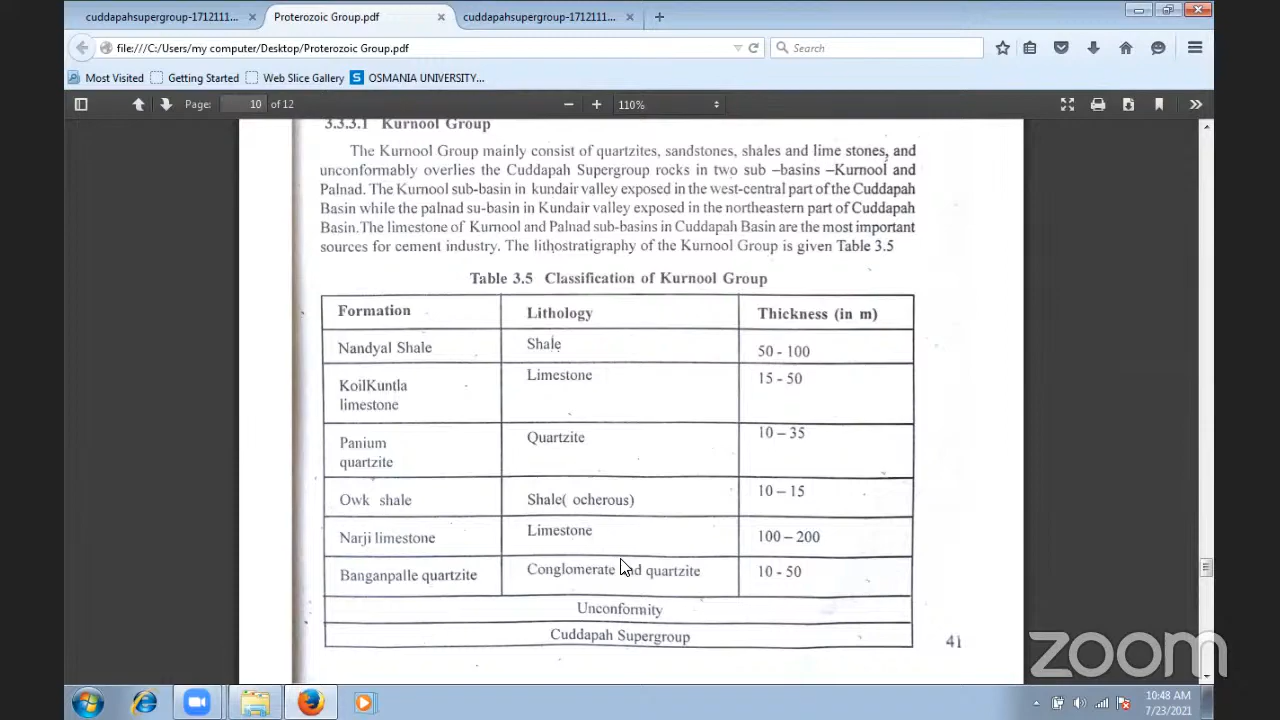 cuddapahsupergroup-1712111...
Proterozoic Group.pdf
cuddapahsupergroup-1712111...
file:///C:/Users/my computer/Desktop/Proterozoic Group.pdf
Search
Most Visited
Getting Started
Web Slice Gallery
OSMANIA UNIVERSITY...
Page: 10 of 12
110%
3.3.3.1 Kurnool Group
The Kurnool Group mainly consist of quartzites, sandstones, shales and lime stones, and
unconformably overlies the Cuddapah Supergroup rocks in two sub –basins –Kurnool and
Palnad. The Kurnool sub-basin in kundair valley exposed in the west-central part of the Cuddapah
Basin while the palnad su-basin in Kundair valley exposed in the northeastern part of Cuddapah
Basin.The limestone of Kurnool and Palnad sub-basins in Cuddapah Basin are the most important
sources for cement industry. The lithostratigraphy of the Kurnool Group is given Table 3.5
Table 3.5 Classification of Kurnool Group
Formation Lithology Thickness (in m)
Nandyal Shale Shale 50 - 100
KoilKuntla Limestone 15 - 50
limestone
Panium Quartzite 10 – 35
quartzite
Owk shale Shale( ocherous) 10 – 15
Narji limestone Limestone 100 – 200
Banganpalle quartzite Conglomerate and quartzite 10 - 50
Unconformity
Cuddapah Supergroup
41
zoom
10:48 AM
7/23/2021